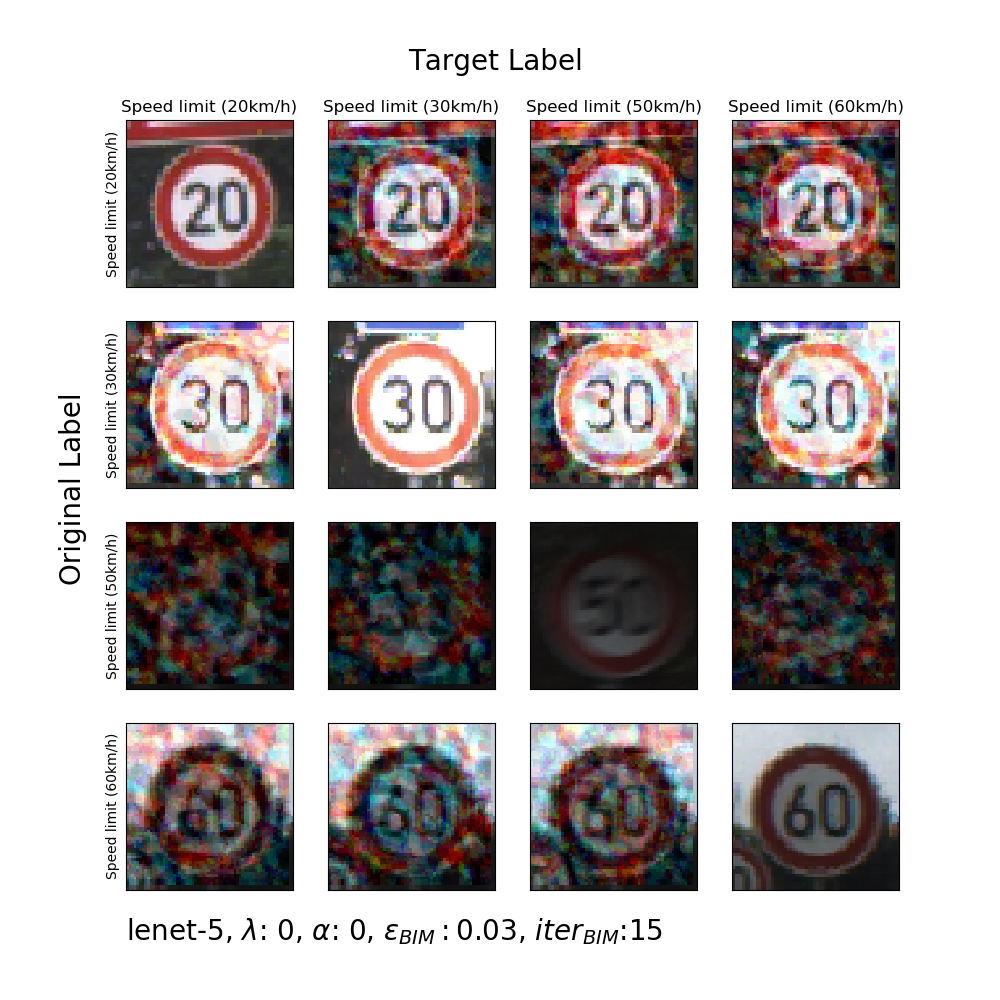 Target Label
Speed limit (20km/h) Speed limit (30km/h) Speed limit (50km/h) Speed limit (60km/h)
Original Label
Speed limit (20km/h)
20 20 20 20
Speed limit (30km/h)
30 30 30 30
Speed limit (50km/h)
50
Speed limit (60km/h)
60 60 60 60
lenet-5, λ: 0, α: 0, ε_BIM : 0.03, iter_BIM:15